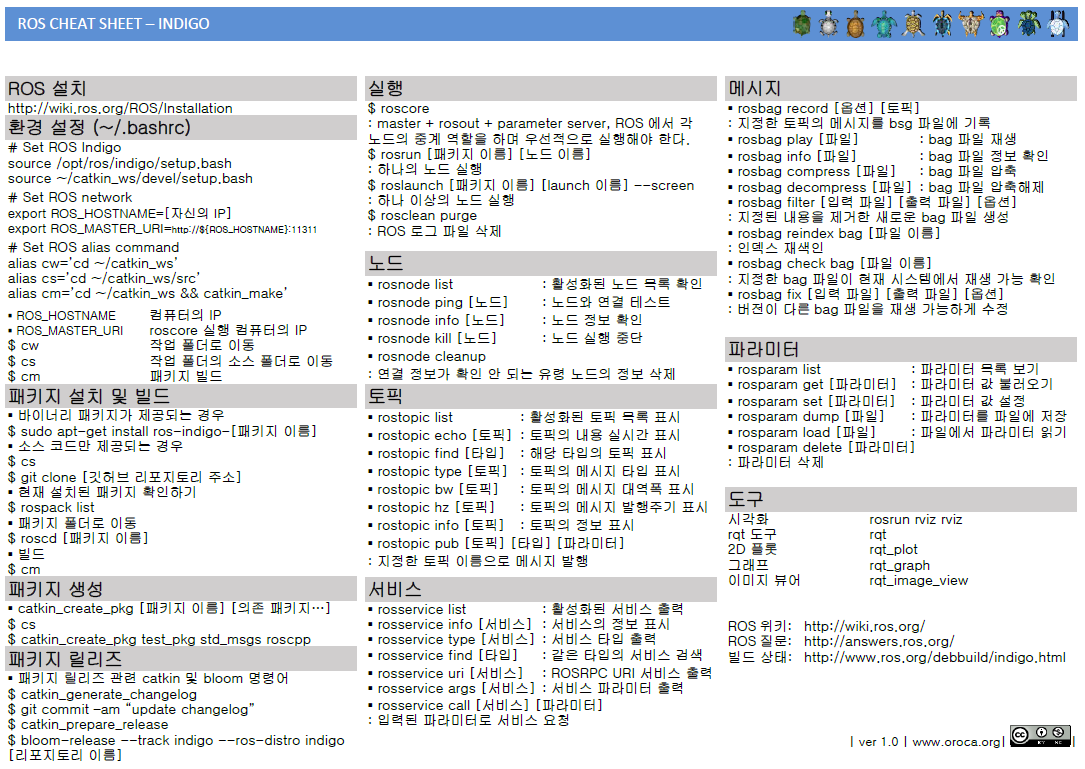 ROS CHEAT SHEET – INDIGO
ROS 설치
http://wiki.ros.org/ROS/Installation
환경 설정 (~/.bashrc)
# Set ROS Indigo
source /opt/ros/indigo/setup.bash
source ~/catkin_ws/devel/setup.bash
# Set ROS network
export ROS_HOSTNAME=[자신의 IP]
export ROS_MASTER_URI=http://${ROS_HOSTNAME}:11311
# Set ROS alias command
alias cw='cd ~/catkin_ws'
alias cs='cd ~/catkin_ws/src'
alias cm='cd ~/catkin_ws && catkin_make'
▪ ROS_HOSTNAME 컴퓨터의 IP
▪ ROS_MASTER_URI roscore 실행 컴퓨터의 IP
$ cw 작업 폴더로 이동
$ cs 작업 폴더의 소스 폴더로 이동
$ cm 패키지 빌드
패키지 설치 및 빌드
▪ 바이너리 패키지가 제공되는 경우
$ sudo apt-get install ros-indigo-[패키지 이름]
▪ 소스 코드만 제공되는 경우
$ cs
$ git clone [깃허브 리포지토리 주소]
▪ 현재 설치된 패키지 확인하기
$ rospack list
▪ 패키지 폴더로 이동
$ roscd [패키지 이름]
▪ 빌드
$ cm
패키지 생성
▪ catkin_create_pkg [패키지 이름] [의존 패키지…]
$ cs
$ catkin_create_pkg test_pkg std_msgs roscpp
패키지 릴리즈
▪ 패키지 릴리즈 관련 catkin 및 bloom 명령어
$ catkin_generate_changelog
$ git commit –am “update changelog”
$ catkin_prepare_release
$ bloom-release --track indigo --ros-distro indigo
[리포지토리 이름]
실행
$ roscore
: master + rosout + parameter server, ROS 에서 각
노드의 중계 역할을 하며 우선적으로 실행해야 한다.
$ rosrun [패키지 이름] [노드 이름]
: 하나의 노드 실행
$ roslaunch [패키지 이름] [launch 이름] --screen
: 하나 이상의 노드 실행
$ rosclean purge
: ROS 로그 파일 삭제
노드
▪ rosnode list : 활성화된 노드 목록 확인
▪ rosnode ping [노드] : 노드와 연결 테스트
▪ rosnode info [노드] : 노드 정보 확인
▪ rosnode kill [노드] : 노드 실행 중단
▪ rosnode cleanup
: 연결 정보가 확인 안 되는 유령 노드의 정보 삭제
토픽
▪ rostopic list : 활성화된 토픽 목록 표시
▪ rostopic echo [토픽] : 토픽의 내용 실시간 표시
▪ rostopic find [타입] : 해당 타입의 토픽 표시
▪ rostopic type [토픽] : 토픽의 메시지 타입 표시
▪ rostopic bw [토픽] : 토픽의 메시지 대역폭 표시
▪ rostopic hz [토픽] : 토픽의 메시지 발행주기 표시
▪ rostopic info [토픽] : 토픽의 정보 표시
▪ rostopic pub [토픽] [타입] [파라미터]
: 지정한 토픽 이름으로 메시지 발행
서비스
▪ rosservice list : 활성화된 서비스 출력
▪ rosservice info [서비스] : 서비스의 정보 표시
▪ rosservice type [서비스] : 서비스 타입 출력
▪ rosservice find [타입] : 같은 타입의 서비스 검색
▪ rosservice uri [서비스] : ROSRPC URI 서비스 출력
▪ rosservice args [서비스] : 서비스 파라미터 출력
▪ rosservice call [서비스] [파라미터]
: 입력된 파라미터로 서비스 요청
메시지
▪ rosbag record [옵션] [토픽]
: 지정한 토픽의 메시지를 bsg 파일에 기록
▪ rosbag play [파일] : bag 파일 재생
▪ rosbag info [파일] : bag 파일 정보 확인
▪ rosbag compress [파일] : bag 파일 압축
▪ rosbag decompress [파일] : bag 파일 압축해제
▪ rosbag filter [입력 파일] [출력 파일] [옵션]
: 지정된 내용을 제거한 새로운 bag 파일 생성
▪ rosbag reindex bag [파일 이름]
: 인덱스 재색인
▪ rosbag check bag [파일 이름]
: 지정한 bag 파일이 현재 시스템에서 재생 가능 확인
▪ rosbag fix [입력 파일] [출력 파일] [옵션]
: 버전이 다른 bag 파일을 재생 가능하게 수정
파라미터
▪ rosparam list : 파라미터 목록 보기
▪ rosparam get [파라미터] : 파라미터 값 불러오기
▪ rosparam set [파라미터] : 파라미터 값 설정
▪ rosparam dump [파일] : 파라미터를 파일에 저장
▪ rosparam load [파일] : 파일에서 파라미터 읽기
▪ rosparam delete [파라미터]
: 파라미터 삭제
도구
시각화 rosrun rviz rviz
rqt 도구 rqt
2D 플롯 rqt_plot
그래프 rqt_graph
이미지 뷰어 rqt_image_view
ROS 위키: http://wiki.ros.org/
ROS 질문: http://answers.ros.org/
빌드 상태: http://www.ros.org/debbuild/indigo.html
| ver 1.0 | www.oroca.org| cc BY NC |